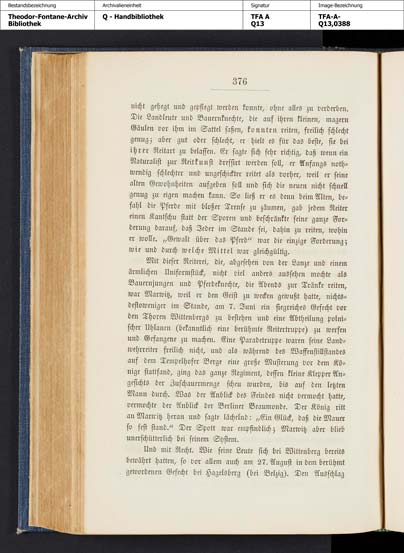 Bestandsbezeichnung
Archivalieneinheit
Signatur
Image-Bezeichnung
Theodor-Fontane-Archiv
Bibliothek
Q - Handbibliothek
TFA A
Q13
TFA-A-
Q13,0388
376
nicht gehegt und gepflegt werden konnte, ohne alles zu verderben.
Die Landleute und Bauernknechte, die auf ihren kleinen, magern
Gäulen vor ihm im Sattel saßen, konnten reiten, freilich schlecht
genug; aber gut oder schlecht, er hielt es für das beste, sie bei
ihrer Reitart zu belassen. Er sagte sich sehr richtig, daß wenn ein
Naturalist zur Reitkunst dressirt werden soll, er Anfangs noth-
wendig schlechter und ungeschickter reitet als vorher, weil er seine
alten Gewohnheiten aufgeben soll und sich die neuen nicht schnell
genug zu eigen machen kann. So ließ er es denn beim Alten, be-
fahl die Pferde mit bloßer Trense zu zäumen, gab jedem Reiter
einen Kantschu statt der Sporen und beschränkte seine ganze For-
derung darauf, daß Jeder im Stande sei, dahin zu reiten, wohin
er wolle. „Gewalt über das Pferd“ war die einzige Forderung;
wie und durch welche Mittel war gleichgültig.
Mit dieser Reiterei, die, abgesehen von der Lanze und einem
ärmlichen Uniformstück, nicht viel anders aussehen mochte als
Bauernjungen und Pferdeknechte, die Abends zur Tränke reiten,
war Marwitz, weil er den Geist zu wecken gewußt hatte, nichts-
destoweniger im Stande, am 7. Juni ein siegreiches Gefecht vor
den Thoren Wittenbergs zu bestehen und eine Abtheilung polni-
scher Uhlanen (bekanntlich eine berühmte Reitertruppe) zu werfen
und Gefangene zu machen. Eine Paradetruppe waren seine Land-
wehrreiter freilich nicht, und als während des Waffenstillstandes
auf dem Tempelhofer Berge eine große Musterung vor dem Kö-
nige stattfand, ging das ganze Regiment, dessen kleine Klepper An-
gesichts der Zuschauermenge scheu wurden, bis auf den letzten
Mann durch. Was der Anblick des Feindes nicht vermocht hatte,
vermochte der Anblick der Berliner Beaumonde. Der König ritt
an Marwitz heran und sagte lächelnd: „Ein Glück, daß die Mauer
so fest stand.“ Der Spott war empfindlich; Marwitz aber blieb
unerschütterlich bei seinem System.
Und mit Recht. Wie seine Leute sich bei Wittenberg bereits
bewährt hatten, so vor allem auch am 27. August in dem berühmt
gewordenen Gefecht bei Hagelsberg (bei Belzig). Den Ausschlag